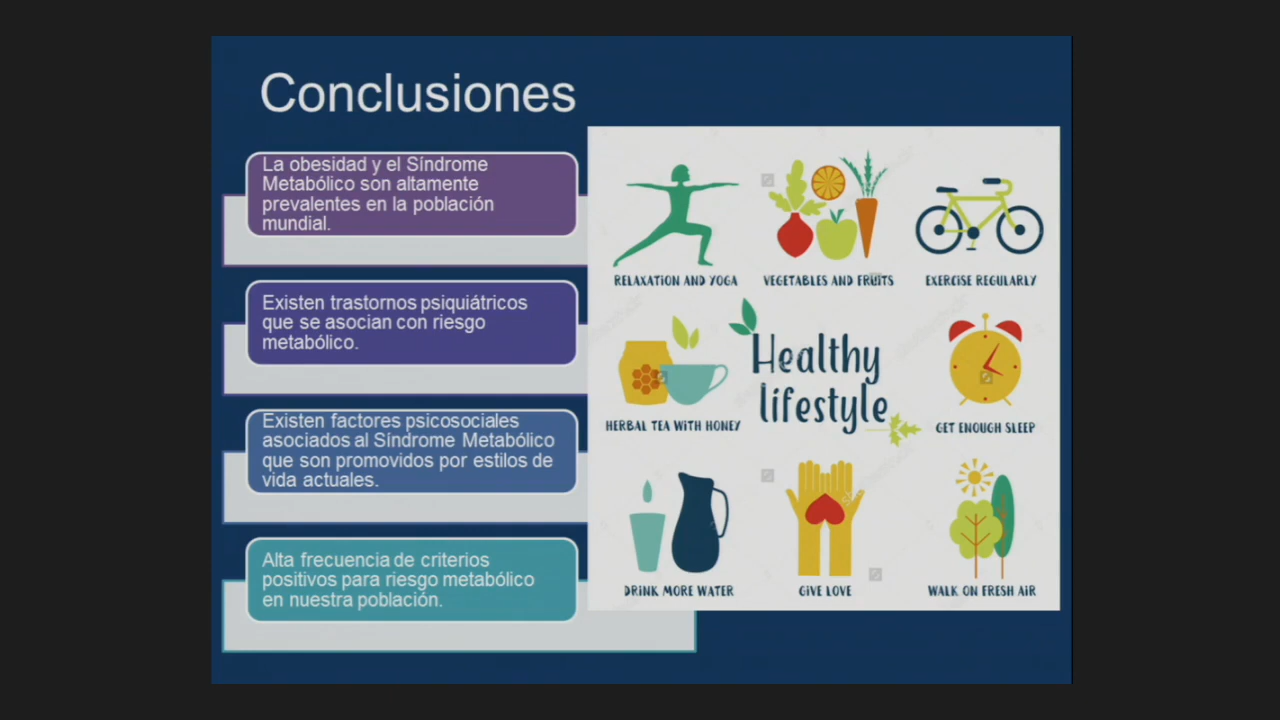 Conclusiones
La obesidad y el Síndrome
Metabólico son altamente
prevalentes en la población
mundial.
Existen trastornos psiquiátricos
que se asocian con riesgo
metabólico.
Existen factores psicosociales
asociados al Síndrome Metabólico
que son promovidos por estilos de
vida actuales.
Alta frecuencia de criterios
positivos para riesgo metabólico
en nuestra población.
RELAXATION AND YOGA
VEGETABLES AND FRUITS
EXERCISE REGULARLY
HERBAL TEA WITH HONEY
Healthy
lifestyle
GET ENOUGH SLEEP
DRINK MORE WATER
GIVE LOVE
WALK ON FRESH AIR